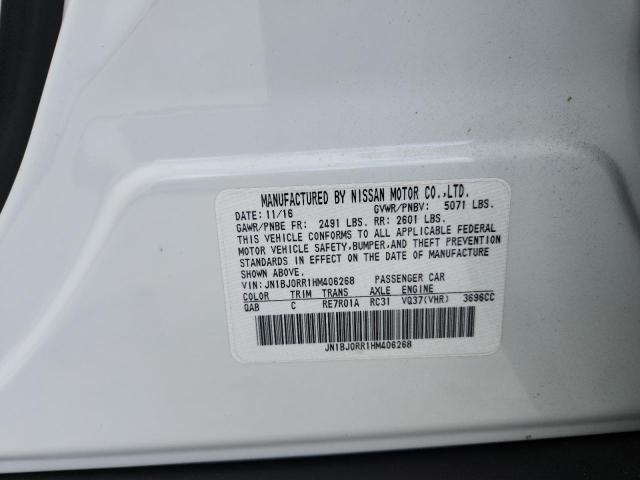 MANUFACTURED BY NISSAN MOTOR CO.,LTD.
DATE: 11/16 GVWR/PNBV: 5071 LBS.
GAWR/PNBE FR: 2491 LBS. RR: 2601 LBS.
THIS VEHICLE CONFORMS TO ALL APPLICABLE FEDERAL
MOTOR VEHICLE SAFETY,BUMPER,AND THEFT PREVENTION
STANDARDS IN EFFECT ON THE DATE OF MANUFACTURE
SHOWN ABOVE.
VIN:JN1BJ0RR1HM406268 PASSENGER CAR
COLOR TRIM TRANS AXLE ENGINE
QAB C RE7R01A RC31 VQ37(VHR) 3696CC
JN1BJ0RR1HM406268